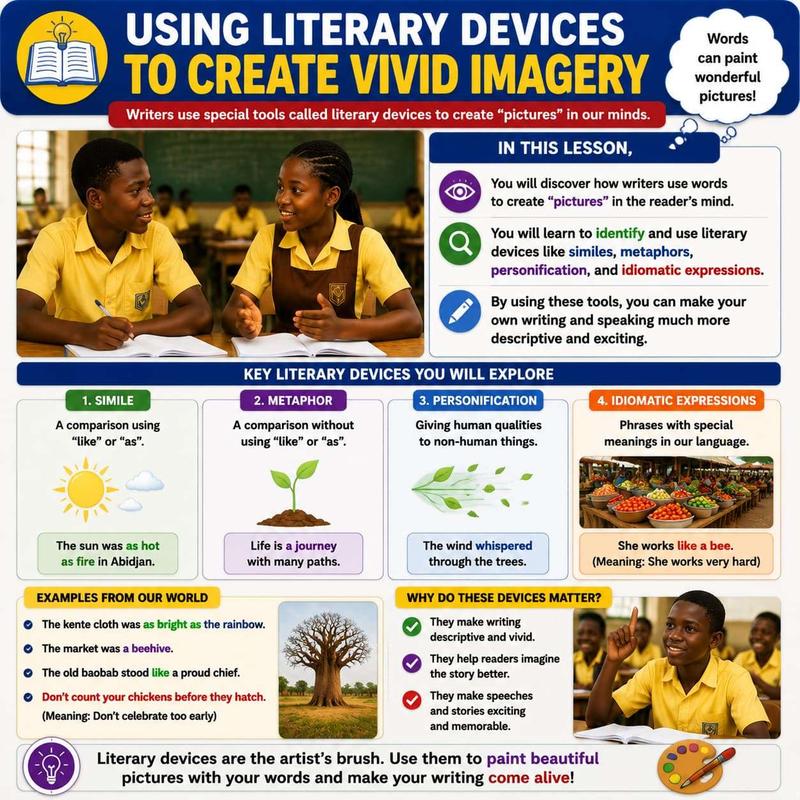 USING LITERARY DEVICES
TO CREATE VIVID IMAGERY
Words
can paint
wonderful
pictures!
Writers use special tools called literary devices to create “pictures” in our minds.
IN THIS LESSON,
You will discover how writers use words
to create “pictures” in the reader’s mind.
You will learn to identify and use literary
devices like similes, metaphors,
personification, and idiomatic expressions.
By using these tools, you can make your
own writing and speaking much more
descriptive and exciting.
KEY LITERARY DEVICES YOU WILL EXPLORE
1. SIMILE
A comparison using
“like” or “as”.
The sun was as hot
as fire in Abidjan.
2. METAPHOR
A comparison without
using “like” or “as”.
Life is a journey
with many paths.
3. PERSONIFICATION
Giving human qualities
to non-human things.
The wind whispered
through the trees.
4. IDIOMATIC EXPRESSIONS
Phrases with special
meanings in our language.
She works like a bee.
(Meaning: She works very hard)
EXAMPLES FROM OUR WORLD
The kente cloth was as bright as the rainbow.
The market was a beehive.
The old baobab stood like a proud chief.
Don’t count your chickens before they hatch.
(Meaning: Don’t celebrate too early)
WHY DO THESE DEVICES MATTER?
They make writing
descriptive and vivid.
They help readers imagine
the story better.
They make speeches
and stories exciting
and memorable.
Literary devices are the artist’s brush. Use them to paint beautiful
pictures with your words and make your writing come alive!